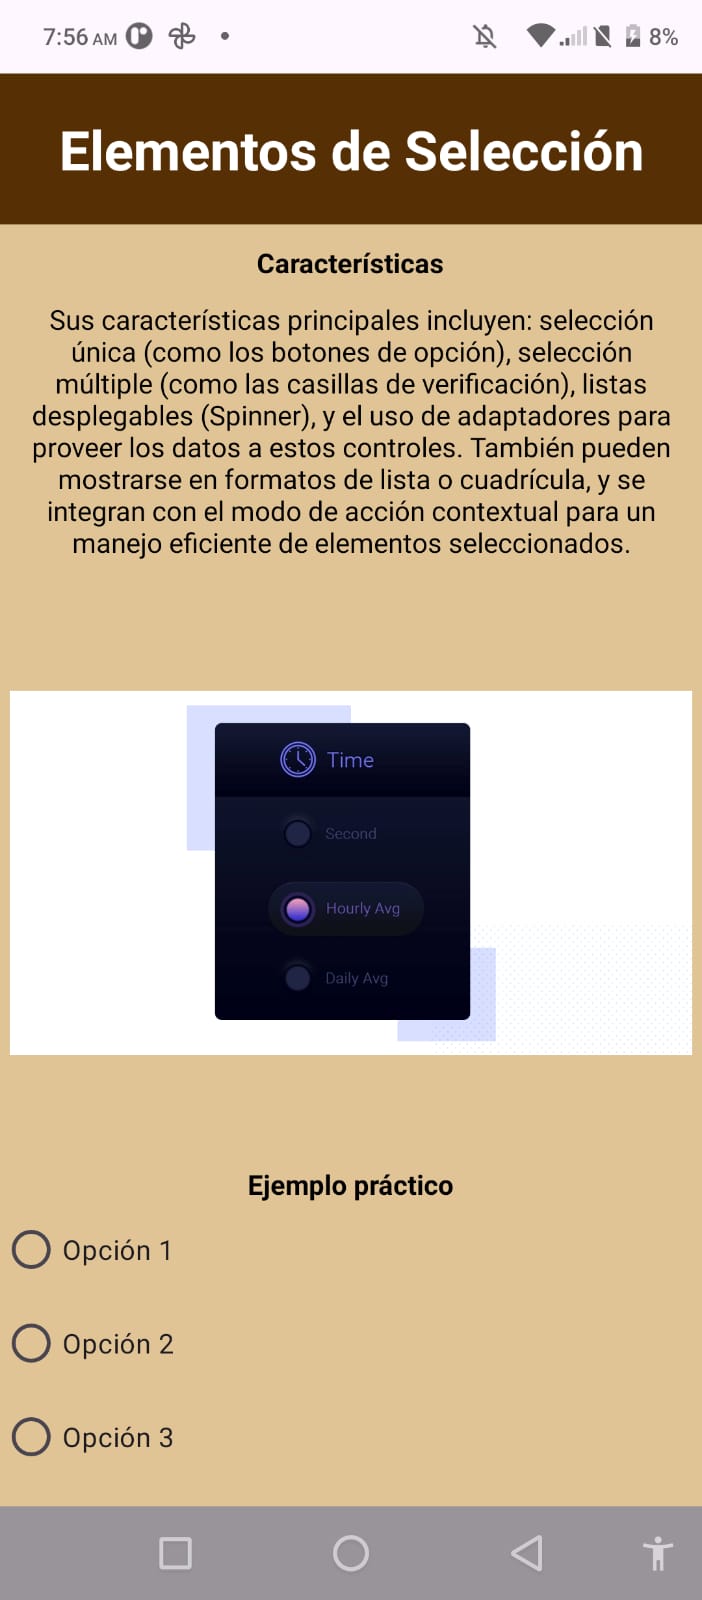 7:56 AM
8%
Elementos de Selección
Características
Sus características principales incluyen: selección
única (como los botones de opción), selección
múltiple (como las casillas de verificación), listas
desplegables (Spinner), y el uso de adaptadores para
proveer los datos a estos controles. También pueden
mostrarse en formatos de lista o cuadrícula, y se
integran con el modo de acción contextual para un
manejo eficiente de elementos seleccionados.
Time
Second
Hourly Avg
Daily Avg
Ejemplo práctico
Opción 1
Opción 2
Opción 3